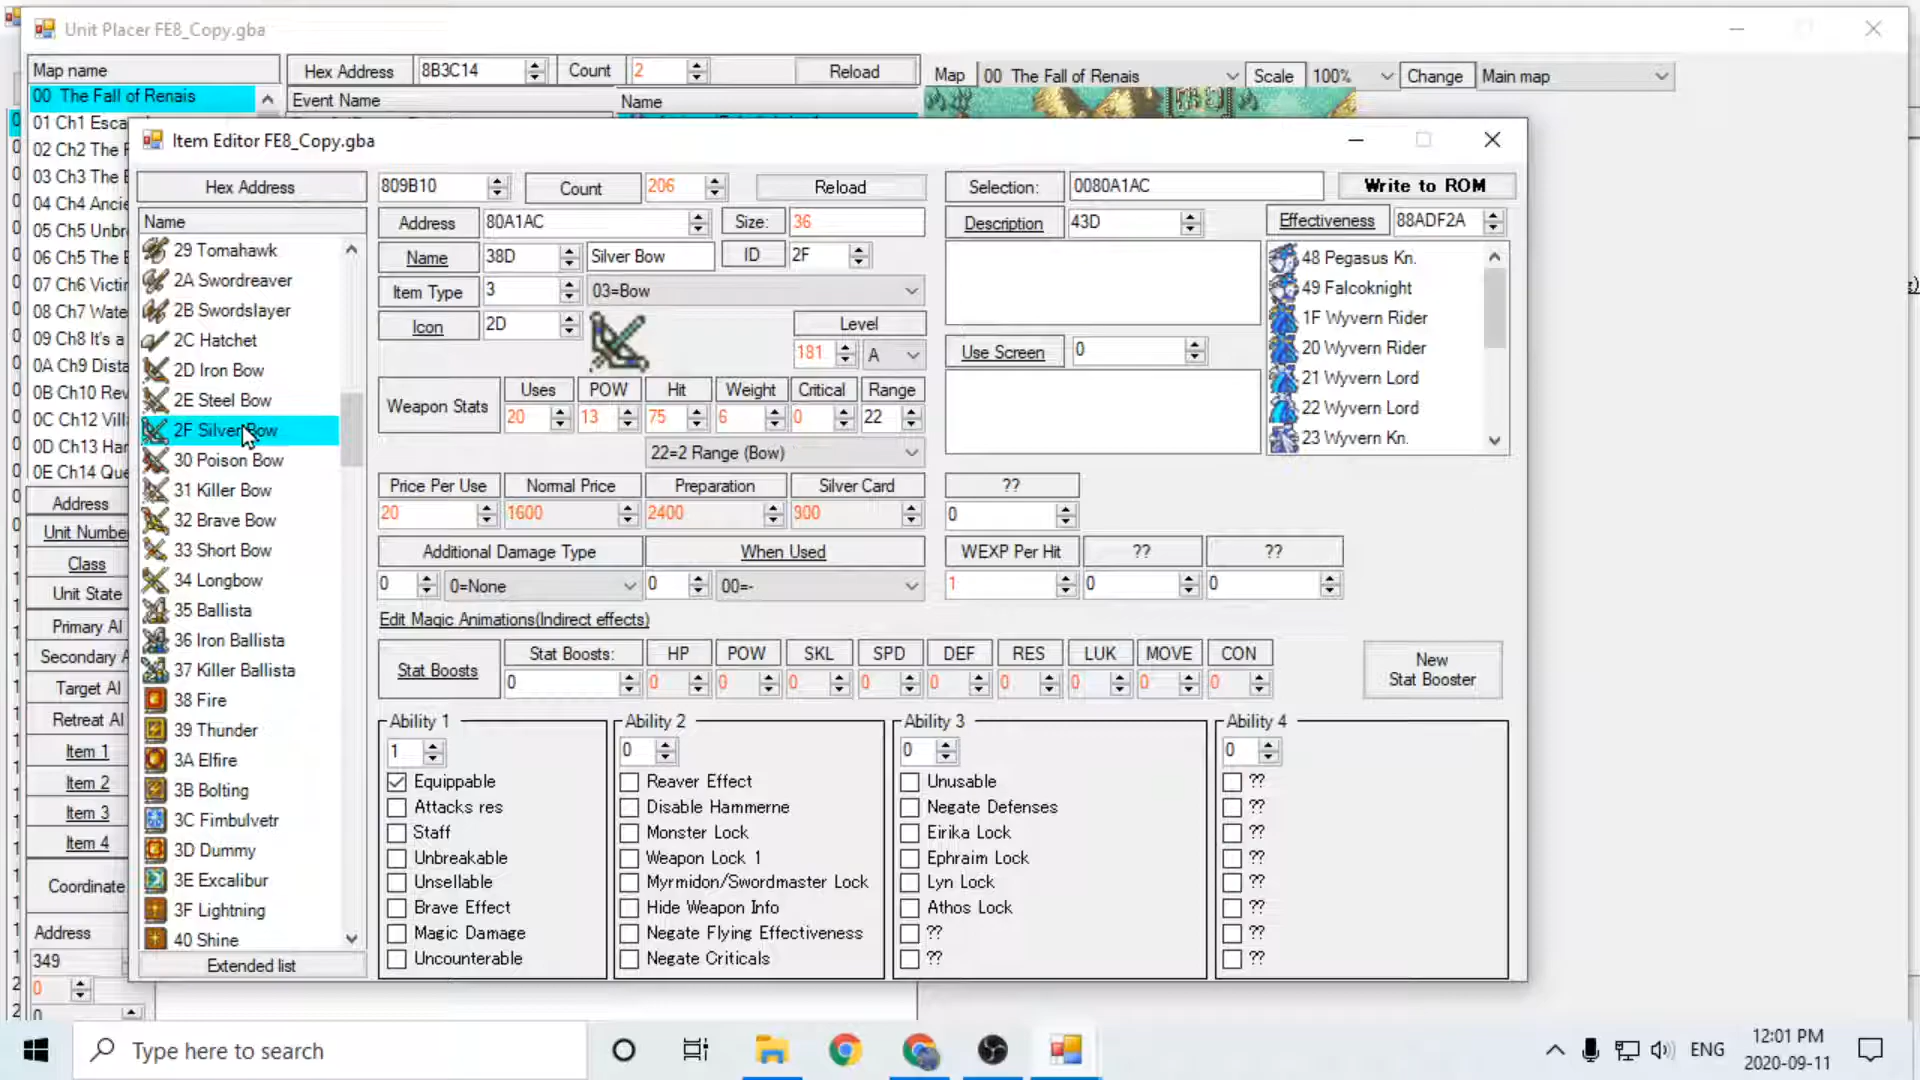 Unit Placer FE8_Copy.gba
Map name
Hex Address 8B3C14 Count 2 Reload
Map 00 The Fall of Renais Scale 100% Change Main map
00 The Fall of Renais
Event Name
Name
01 Ch1 Esca
02 Ch2 The F
03 Ch3 The E
04 Ch4 Ancie
05 Ch5 Unbr
06 Ch5 The E
07 Ch6 Victir
08 Ch7 Wate
09 Ch8 It's a
0A Ch9 Dista
0B Ch10 Rev
0C Ch12 Vill
0D Ch13 Har
0E Ch14 Que
Address
Unit Number
Class
Unit State
Primary AI
Secondary A
Target AI
Retreat AI
Item 1
Item 2
Item 3
Item 4
Coordinate
Address
349
0
0
Item Editor FE8_Copy.gba
Hex Address 809B10 Count 206 Reload Selection: 0080A1AC Write to ROM
Name
29 Tomahawk
2A Swordreaver
2B Swordslayer
2C Hatchet
2D Iron Bow
2E Steel Bow
2F Silver Bow
30 Poison Bow
31 Killer Bow
32 Brave Bow
33 Short Bow
34 Longbow
35 Ballista
36 Iron Ballista
37 Killer Ballista
38 Fire
39 Thunder
3A Elfire
3B Bolting
3C Fimbulvetr
3D Dummy
3E Excalibur
3F Lightning
40 Shine
Extended list
Address 80A1AC Size: 36
Name 38D Silver Bow ID 2F
Item Type 3 03=Bow
Icon 2D Level
181 A
Weapon Stats Uses POW Hit Weight Critical Range
20 13 75 6 0 22
22=2 Range (Bow)
Price Per Use Normal Price Preparation Silver Card
20 1600 2400 300
Additional Damage Type When Used
0 0=None 0 00=-
Edit Magic Animations(Indirect effects)
Description 43D
Use Screen 0
Effectiveness 88ADF2A
48 Pegasus Kn.
49 Falcoknight
1F Wyvern Rider
20 Wyvern Rider
21 Wyvern Lord
22 Wyvern Lord
23 Wyvern Kn.
??
0
WEXP Per Hit ?? ??
1 0 0
Stat Boosts Stat Boosts: HP POW SKL SPD DEF RES LUK MOVE CON
0 0 0 0 0 0 0 0 0 0
New
Stat Booster
Ability 1
1
Equippable
Attacks res
Staff
Unbreakable
Unsellable
Brave Effect
Magic Damage
Uncounterable
Ability 2
0
Reaver Effect
Disable Hammerne
Monster Lock
Weapon Lock 1
Myrmidon/Swordmaster Lock
Hide Weapon Info
Negate Flying Effectiveness
Negate Criticals
Ability 3
0
Unusable
Negate Defenses
Eirika Lock
Ephraim Lock
Lyn Lock
Athos Lock
??
??
Ability 4
0
??
??
??
??
??
??
??
??
Type here to search
ENG
12:01 PM
2020-09-11